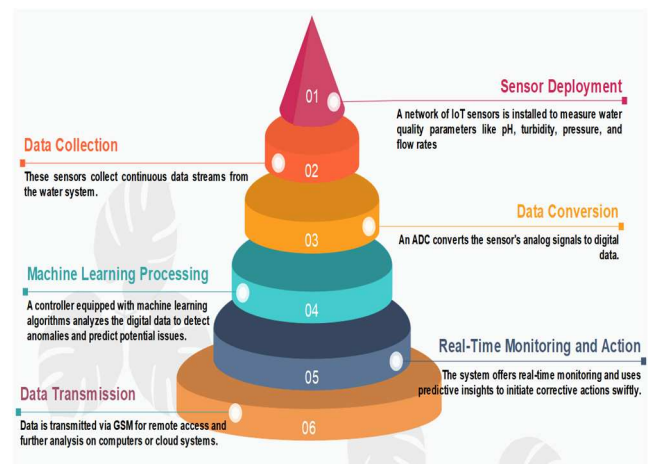 01
Sensor Deployment
A network of IoT sensors is installed to measure water
quality parameters like pH, turbidity, pressure, and
flow rates
Data Collection
These sensors collect continuous data streams from
the water system.
02
Data Conversion
An ADC converts the sensor's analog signals to digital
data.
03
Machine Learning Processing
A controller equipped with machine learning
algorithms analyzes the digital data to detect
anomalies and predict potential issues.
04
Real-Time Monitoring and Action
The system offers real-time monitoring and uses
predictive insights to initiate corrective actions swiftly.
05
Data Transmission
Data is transmitted via GSM for remote access and
further analysis on computers or cloud systems.
06